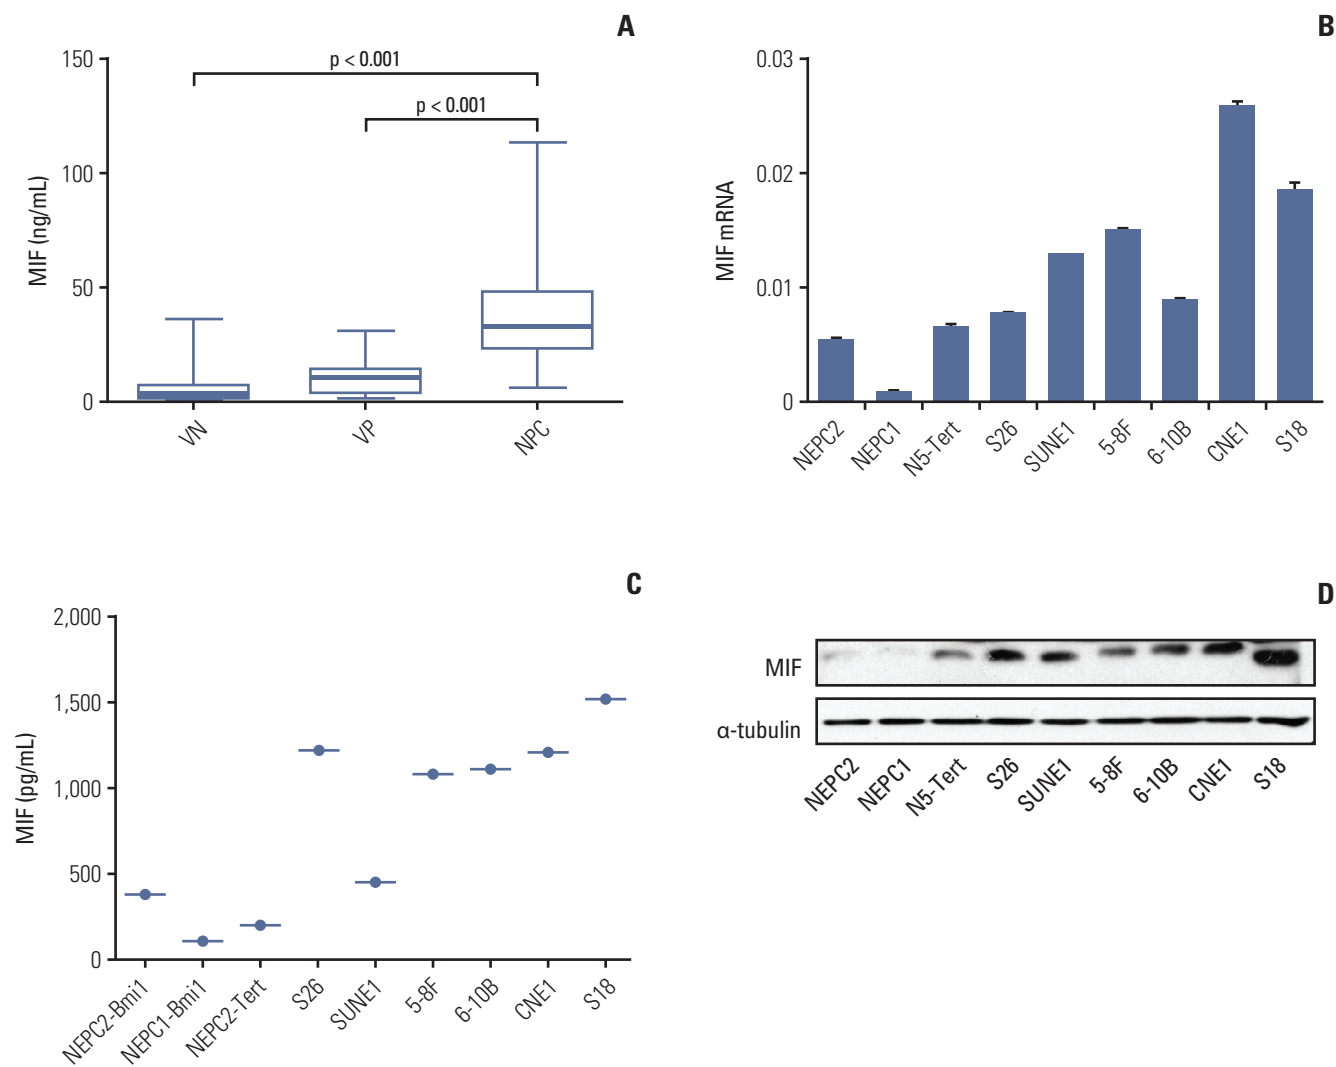 A
150
100
50
0
MIF (ng/mL)
p < 0.001
p < 0.001
VN
VP
NPC
B
0.03
0.02
0.01
0
MIF mRNA
NEPC2
NEPC1
N5-Tert
S26
SUNE1
5-8F
6-10B
CNE1
S18
C
2,000
1,500
1,000
500
0
MIF (pg/mL)
NEPC2-Bmi1
NEPC1-Bmi1
NEPC2-Tert
S26
SUNE1
5-8F
6-10B
CNE1
S18
D
MIF
α-tubulin
NEPC2
NEPC1
N5-Tert
S26
SUNE1
5-8F
6-10B
CNE1
S18